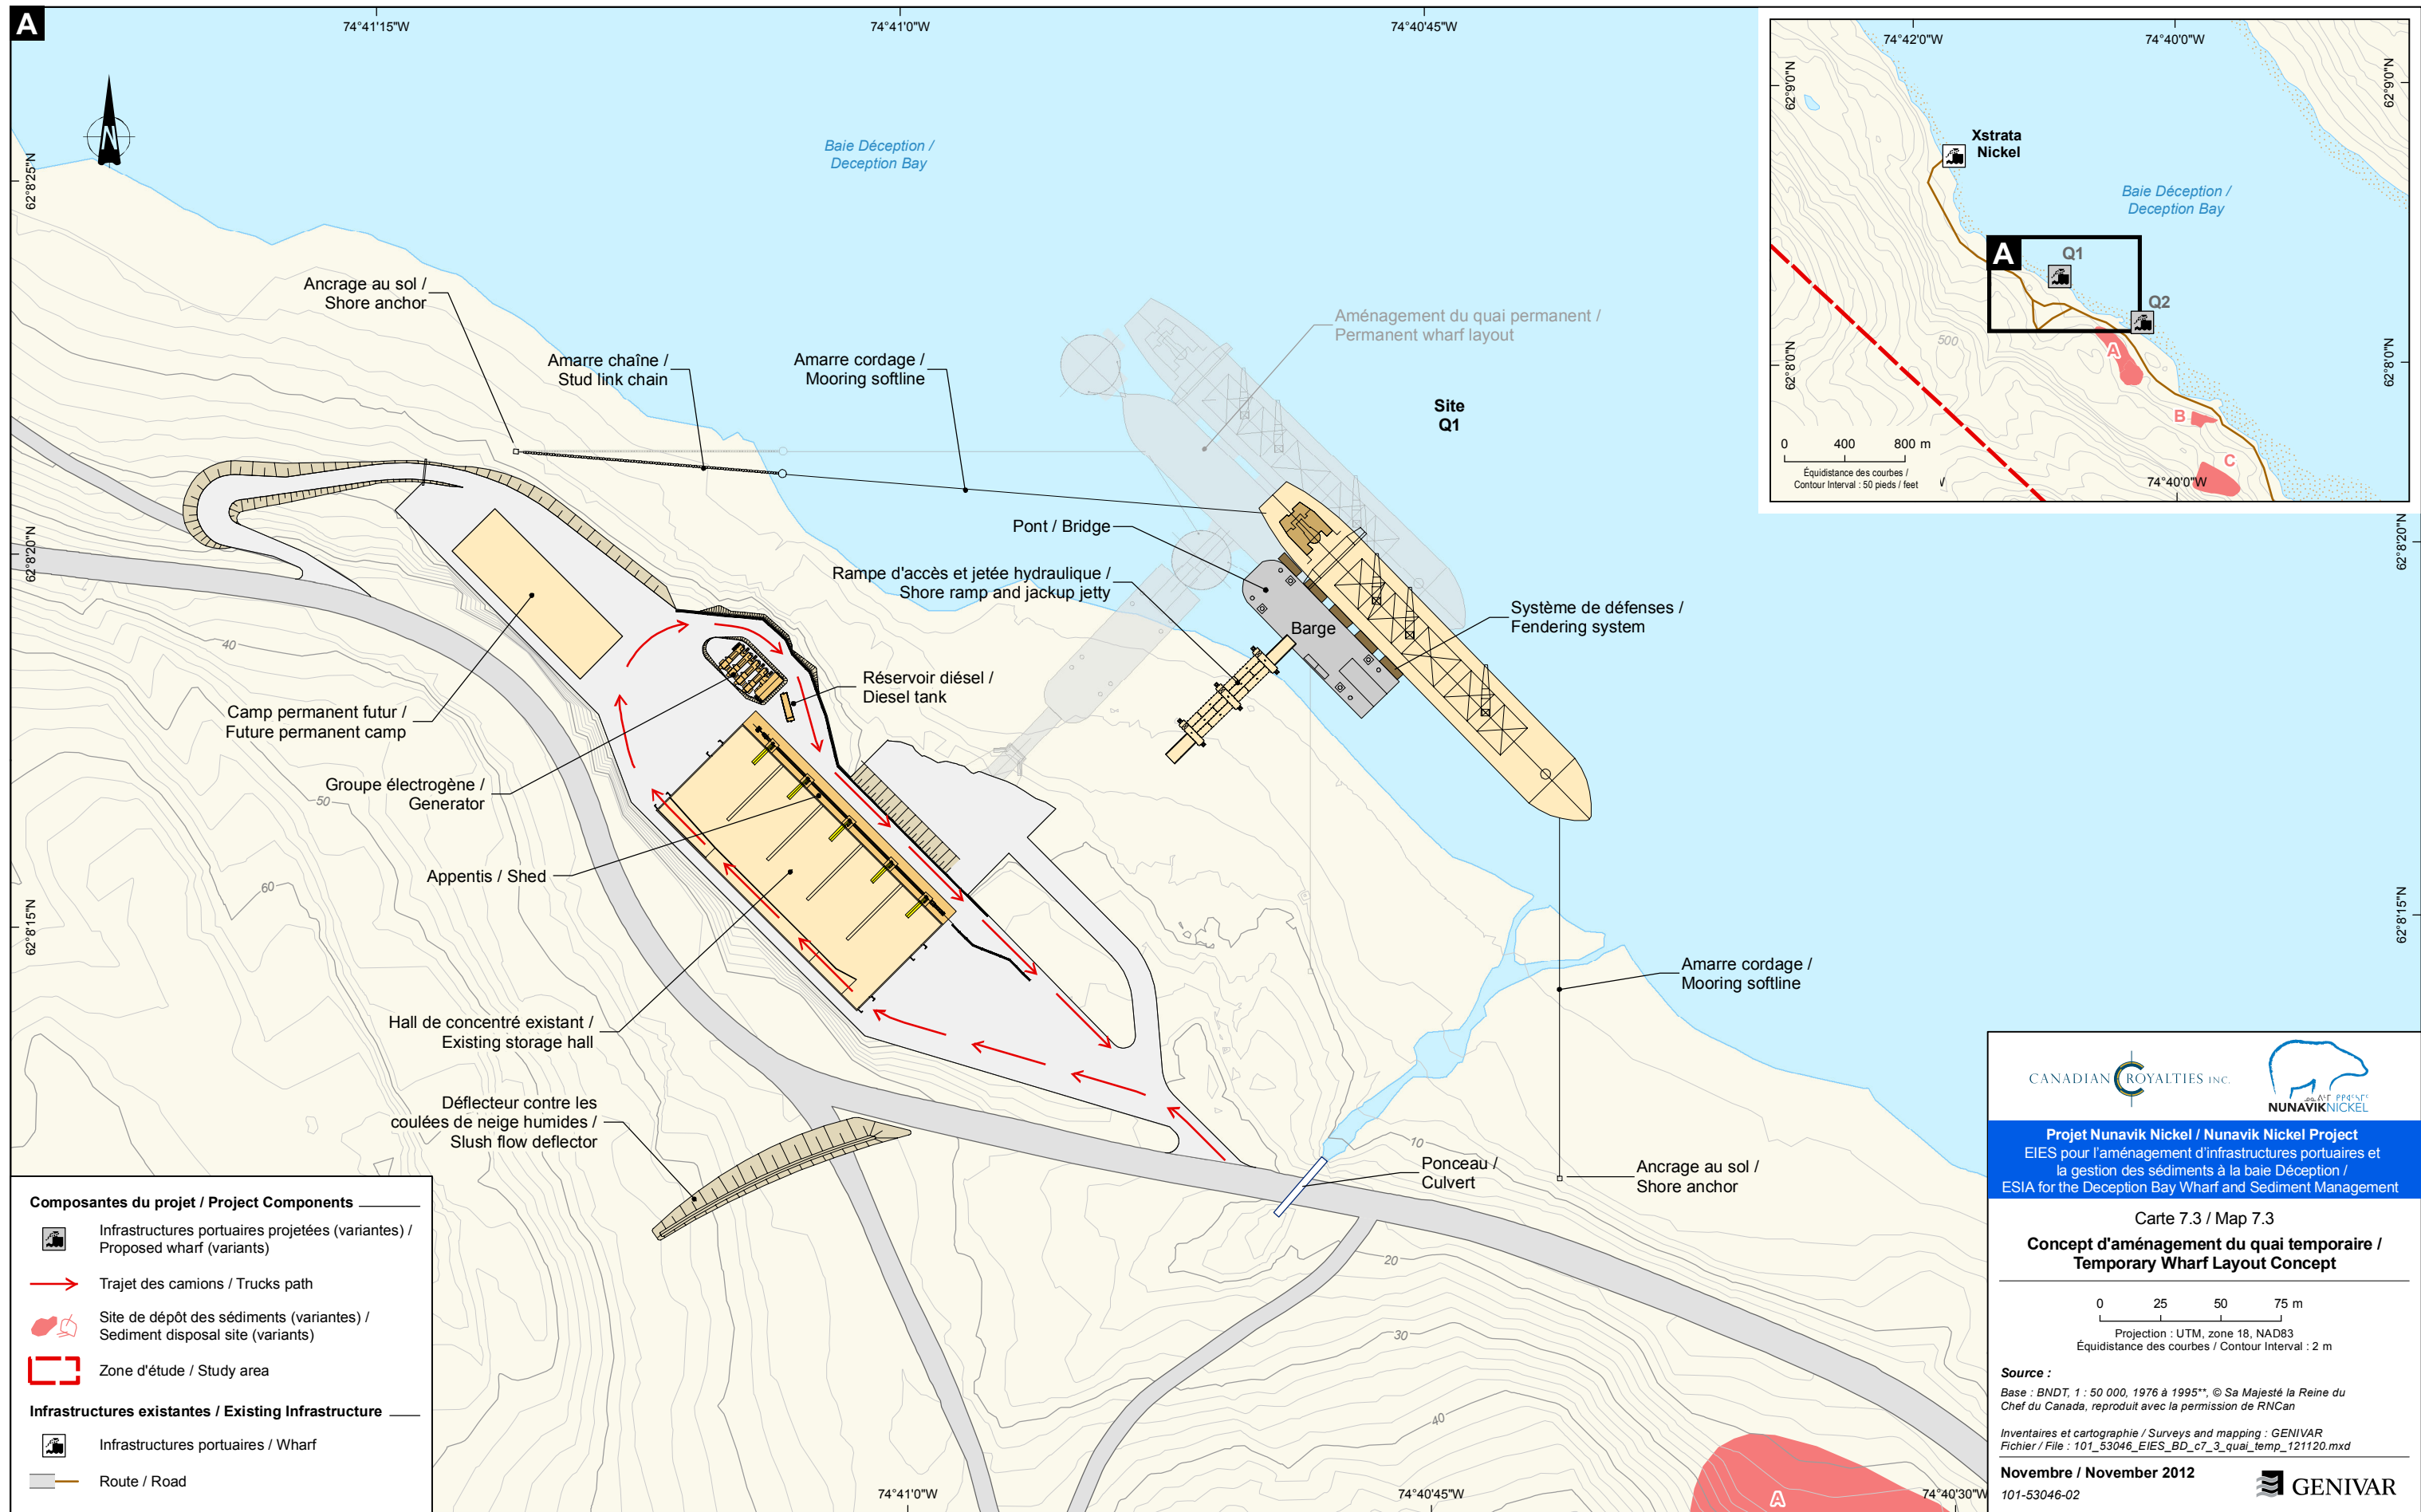 A
74°41'15"W
74°41'0"W
74°40'45"W
62°8'25"N
62°8'20"N
62°8'15"N
N
Baie Déception /
Deception Bay
Ancrage au sol /
Shore anchor
Amarre chaîne /
Stud link chain
Amarre cordage /
Mooring softline
Aménagement du quai permanent /
Permanent wharf layout
Site
Q1
Pont / Bridge
Rampe d'accès et jetée hydraulique /
Shore ramp and jackup jetty
Barge
Système de défenses /
Fendering system
Réservoir diésel /
Diesel tank
Camp permanent futur /
Future permanent camp
Groupe électrogène /
Generator
Appentis / Shed
Hall de concentré existant /
Existing storage hall
Déflecteur contre les
coulées de neige humides /
Slush flow deflector
Amarre cordage /
Mooring softline
Ponceau /
Culvert
Ancrage au sol /
Shore anchor
40
50
60
10
20
30
40
A
74°41'0"W
74°40'45"W
74°40'30"W
62°8'20"N
62°8'15"N
74°42'0"W
74°40'0"W
62°9'0"N
62°9'0"N
62°8'0"N
62°8'0"N
Xstrata
Nickel
Baie Déception /
Deception Bay
A
Q1
Q2
500
A
B
C
74°40'0"W
0 400 800 m
Équidistance des courbes /
Contour Interval : 50 pieds / feet
Composantes du projet / Project Components
Infrastructures portuaires projetées (variantes) /
Proposed wharf (variants)
Trajet des camions / Trucks path
Site de dépôt des sédiments (variantes) /
Sediment disposal site (variants)
Zone d'étude / Study area
Infrastructures existantes / Existing Infrastructure
Infrastructures portuaires / Wharf
Route / Road
CANADIAN ROYALTIES INC.
NUNAVIKNICKEL
Projet Nunavik Nickel / Nunavik Nickel Project
EIES pour l'aménagement d'infrastructures portuaires et
la gestion des sédiments à la baie Déception /
ESIA for the Deception Bay Wharf and Sediment Management
Carte 7.3 / Map 7.3
Concept d'aménagement du quai temporaire /
Temporary Wharf Layout Concept
0 25 50 75 m
Projection : UTM, zone 18, NAD83
Équidistance des courbes / Contour Interval : 2 m
Source :
Base : BNDT, 1 : 50 000, 1976 à 1995**, © Sa Majesté la Reine du
Chef du Canada, reproduit avec la permission de RNCan
Inventaires et cartographie / Surveys and mapping : GENIVAR
Fichier / File : 101_53046_EIES_BD_c7_3_quai_temp_121120.mxd
Novembre / November 2012
101-53046-02
GENIVAR